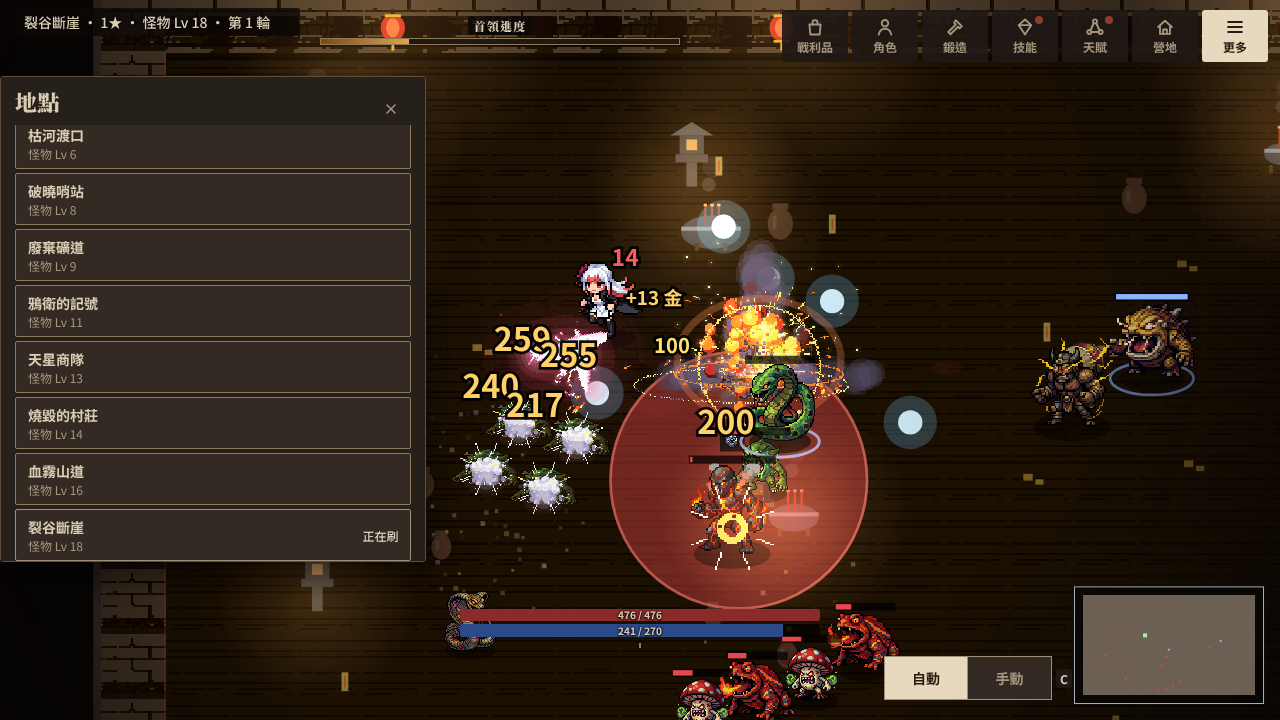 裂谷斷崖 · 1★ · 怪物 Lv 18 · 第 1 輪
首領進度
戰利品
角色
鍛造
技能
天賦
營地
更多
地點
枯河渡口
怪物 Lv 6
破曉哨站
怪物 Lv 8
廢棄礦道
怪物 Lv 9
鴉衛的記號
怪物 Lv 11
天星商隊
怪物 Lv 13
燒毀的村莊
怪物 Lv 14
血霧山道
怪物 Lv 16
裂谷斷崖
怪物 Lv 18
正在刷
14
+13 金
259
255
100
240
217
200
476 / 476
241 / 270
自動
手動
C